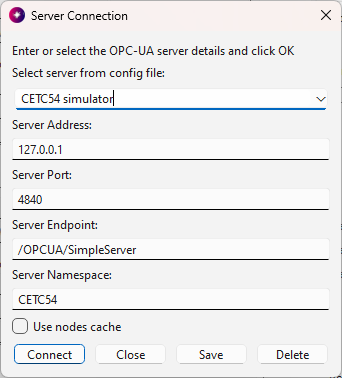 Server Connection
Enter or select the OPC-UA server details and click OK
Select server from config file:
CETC54 simulator
Server Address:
127.0.0.1
Server Port:
4840
Server Endpoint:
/OPCUA/SimpleServer
Server Namespace:
CETC54
Use nodes cache
Connect Close Save Delete